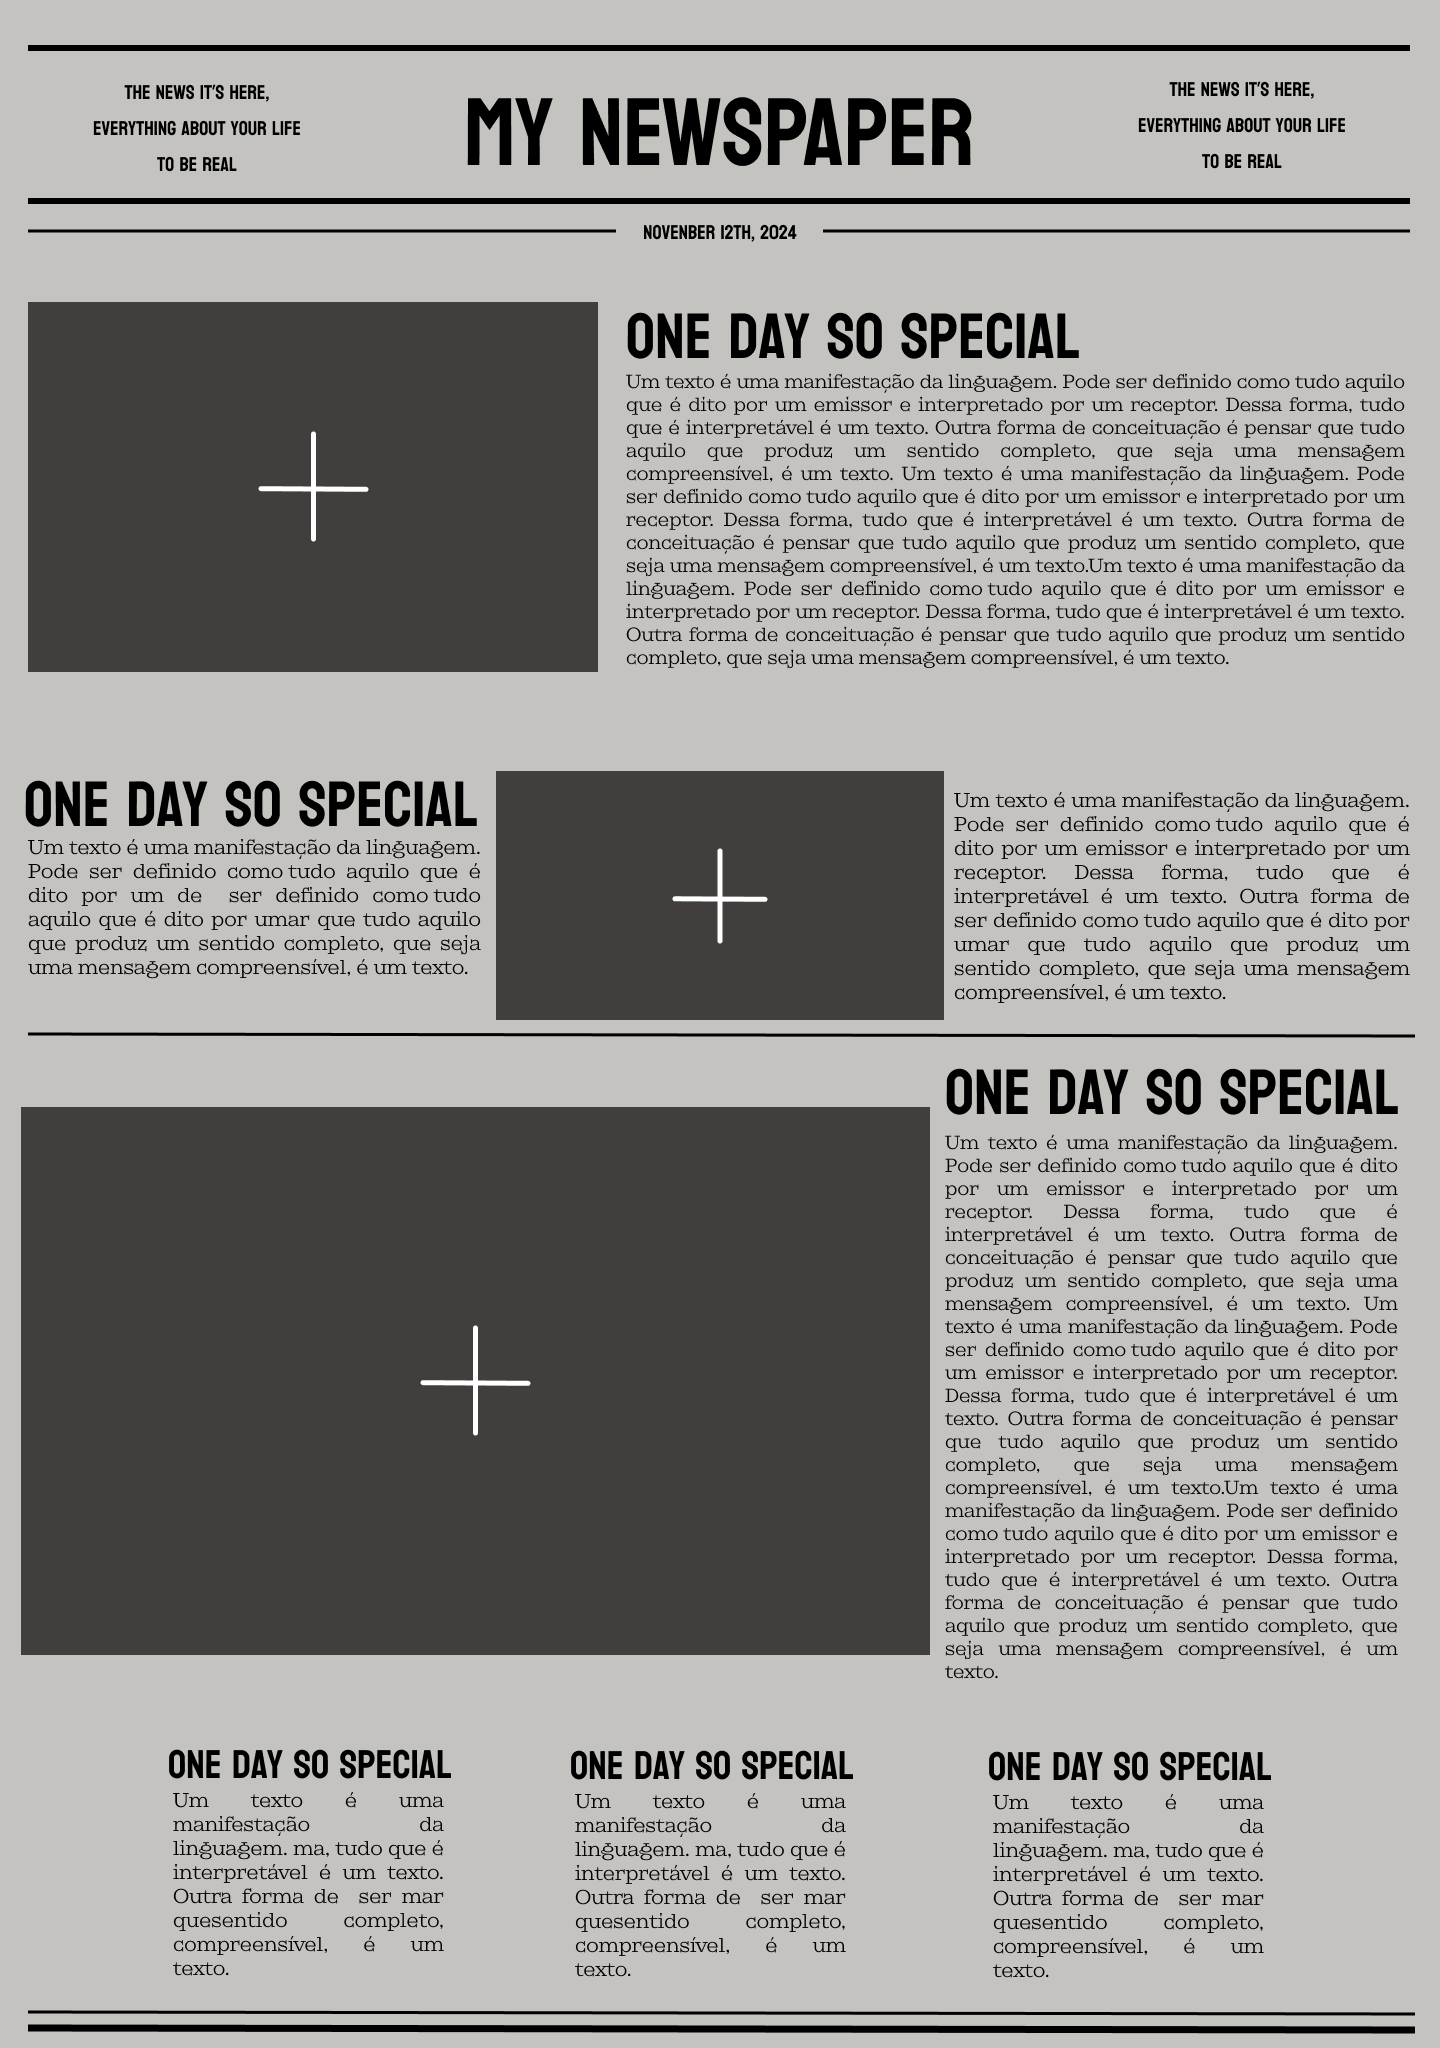 THE NEWS IT'S HERE,
EVERYTHING ABOUT YOUR LIFE
TO BE REAL
MY NEWSPAPER
THE NEWS IT'S HERE,
EVERYTHING ABOUT YOUR LIFE
TO BE REAL
NOVENBER 12TH, 2024
ONE DAY SO SPECIAL
Um texto é uma manifestação da linguagem. Pode ser definido como tudo aquilo
que é dito por um emissor e interpretado por um receptor. Dessa forma, tudo
que é interpretável é um texto. Outra forma de conceituação é pensar que tudo
aquilo que produz um sentido completo, que seja uma mensagem
compreensível, é um texto. Um texto é uma manifestação da linguagem. Pode
ser definido como tudo aquilo que é dito por um emissor e interpretado por um
receptor. Dessa forma, tudo que é interpretável é um texto. Outra forma de
conceituação é pensar que tudo aquilo que produz um sentido completo, que
seja uma mensagem compreensível, é um texto.Um texto é uma manifestação da
linguagem. Pode ser definido como tudo aquilo que é dito por um emissor e
interpretado por um receptor. Dessa forma, tudo que é interpretável é um texto.
Outra forma de conceituação é pensar que tudo aquilo que produz um sentido
completo, que seja uma mensagem compreensível, é um texto.
ONE DAY SO SPECIAL
Um texto é uma manifestação da linguagem.
Pode ser definido como tudo aquilo que é
dito por um de ser definido como tudo
aquilo que é dito por umar que tudo aquilo
que produz um sentido completo, que seja
uma mensagem compreensível, é um texto.
Um texto é uma manifestação da linguagem.
Pode ser definido como tudo aquilo que é
dito por um emissor e interpretado por um
receptor. Dessa forma, tudo que é
interpretável é um texto. Outra forma de
ser definido como tudo aquilo que é dito por
umar que tudo aquilo que produz um
sentido completo, que seja uma mensagem
compreensível, é um texto.
ONE DAY SO SPECIAL
Um texto é uma manifestação da linguagem.
Pode ser definido como tudo aquilo que é dito
por um emissor e interpretado por um
receptor. Dessa forma, tudo que é
interpretável é um texto. Outra forma de
conceituação é pensar que tudo aquilo que
produz um sentido completo, que seja uma
mensagem compreensível, é um texto. Um
texto é uma manifestação da linguagem. Pode
ser definido como tudo aquilo que é dito por
um emissor e interpretado por um receptor.
Dessa forma, tudo que é interpretável é um
texto. Outra forma de conceituação é pensar
que tudo aquilo que produz um sentido
completo, que seja uma mensagem
compreensível, é um texto.Um texto é uma
manifestação da linguagem. Pode ser definido
como tudo aquilo que é dito por um emissor e
interpretado por um receptor. Dessa forma,
tudo que é interpretável é um texto. Outra
forma de conceituação é pensar que tudo
aquilo que produz um sentido completo, que
seja uma mensagem compreensível, é um
texto.
ONE DAY SO SPECIAL
Um texto é uma
manifestação da
linguagem. ma, tudo que é
interpretável é um texto.
Outra forma de ser mar
quesentido completo,
compreensível, é um
texto.
ONE DAY SO SPECIAL
Um texto é uma
manifestação da
linguagem. ma, tudo que é
interpretável é um texto.
Outra forma de ser mar
quesentido completo,
compreensível, é um
texto.
ONE DAY SO SPECIAL
Um texto é uma
manifestação da
linguagem. ma, tudo que é
interpretável é um texto.
Outra forma de ser mar
quesentido completo,
compreensível, é um
texto.